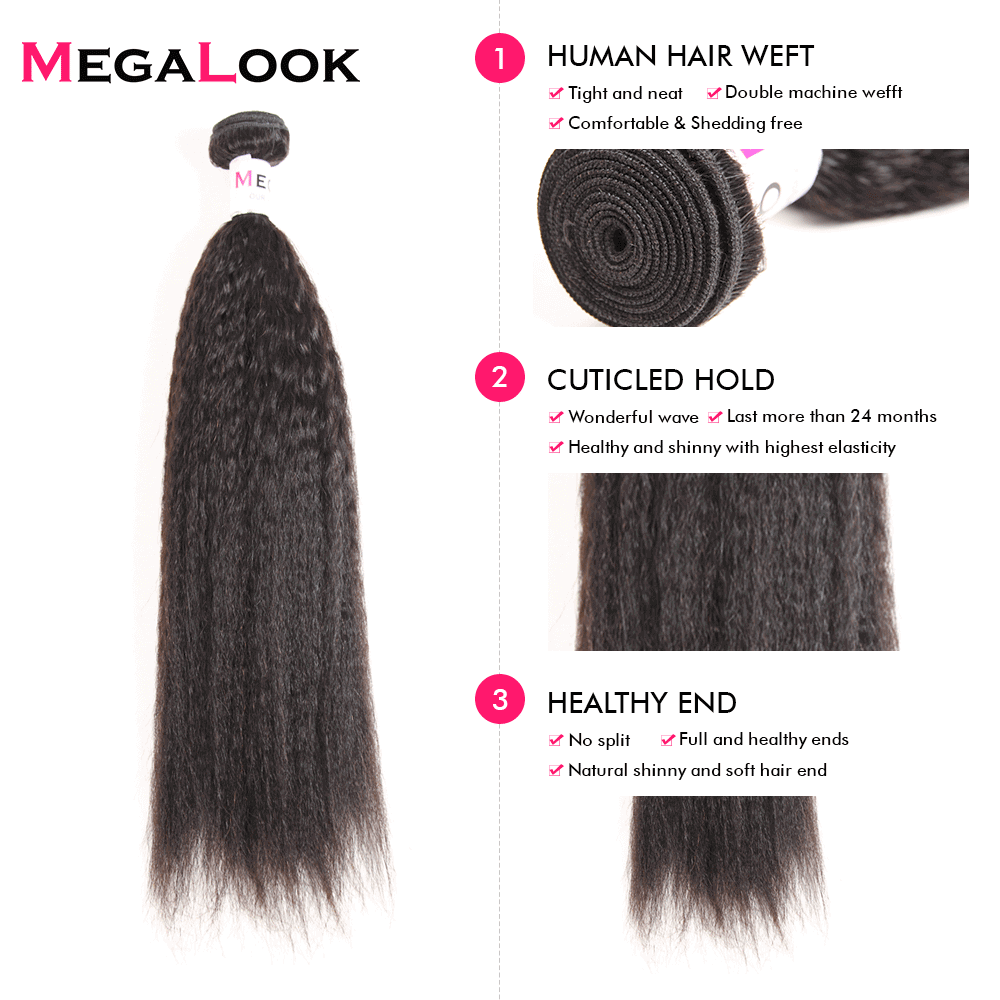 MEGALOOK
ME
1
HUMAN HAIR WEFT
Tight and neat Double machine wefft
Comfortable & Shedding free
2
CUTICLED HOLD
Wonderful wave Last more than 24 months
Healthy and shinny with highest elasticity
3
HEALTHY END
No split Full and healthy ends
Natural shinny and soft hair end